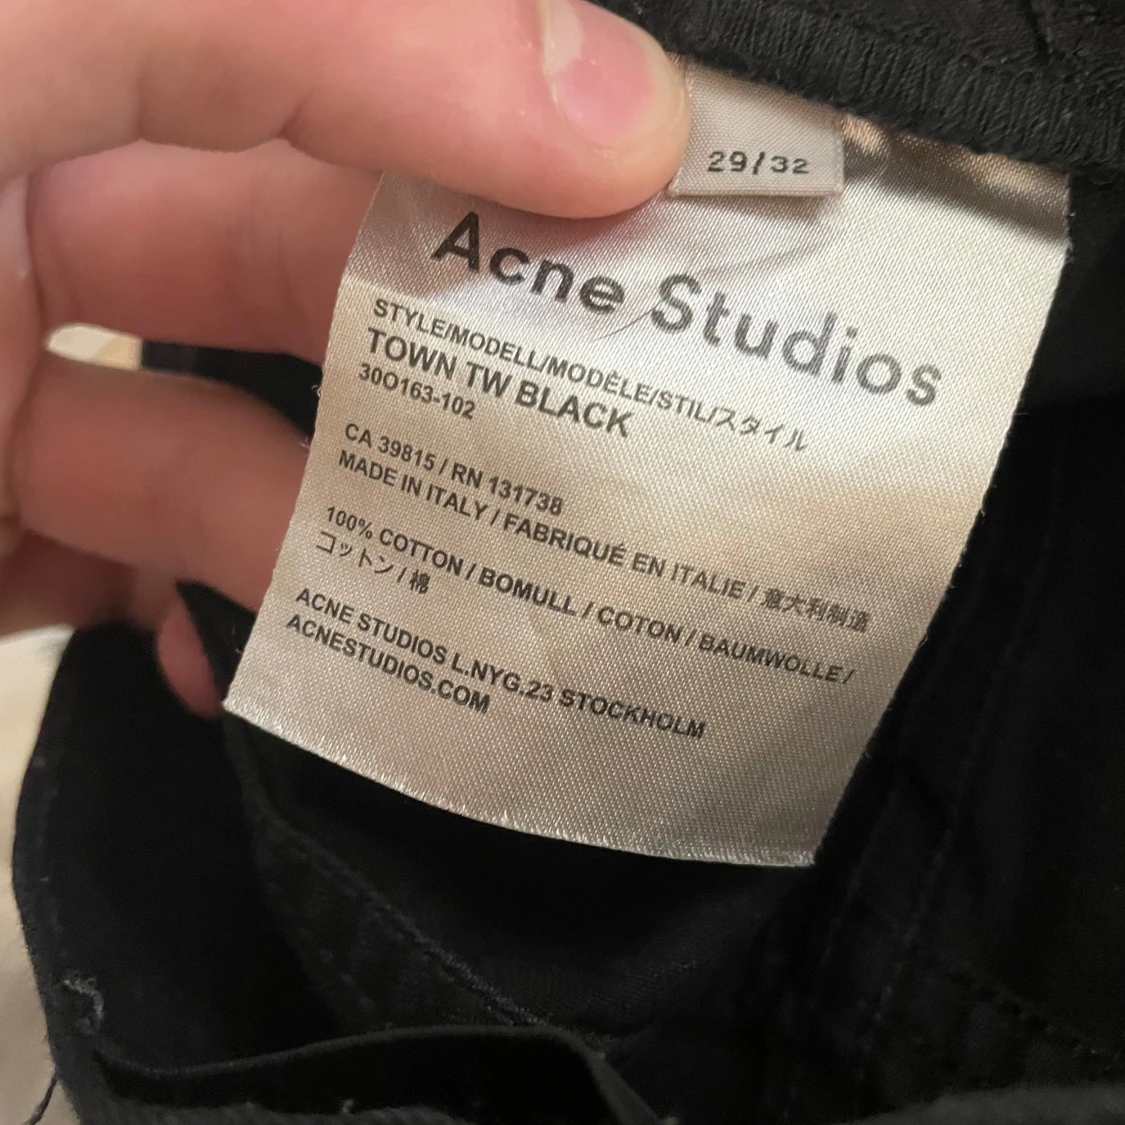 29/32
Acne Studios
STYLE/MODELL/MODÈLE/STIL/スタイル
TOWN TW BLACK
30O163-102
CA 39815 / RN 131738
MADE IN ITALY / FABRIQUÉ EN ITALIE / 意大利制造
100% COTTON / BOMULL / COTON / BAUMWOLLE /
コットン / 棉
ACNE STUDIOS L.NYG.23 STOCKHOLM
ACNESTUDIOS.COM